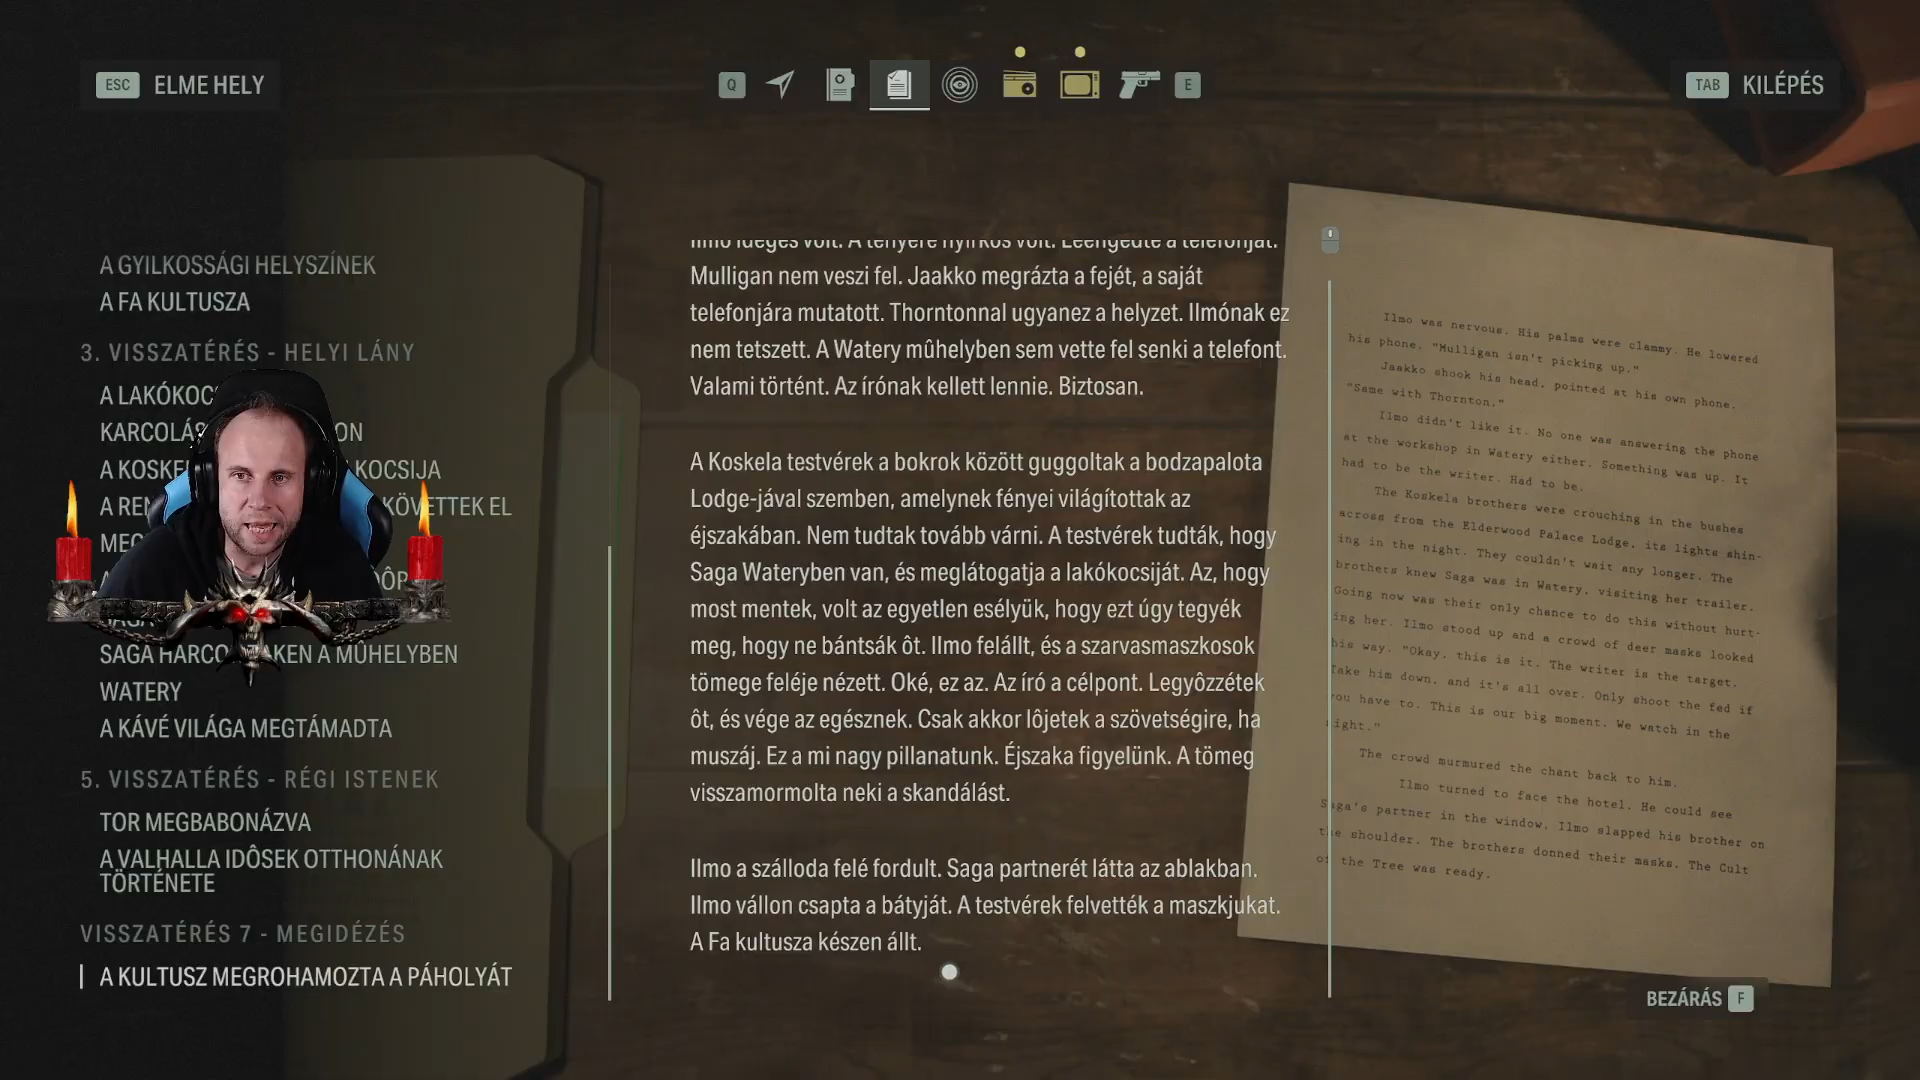 ESC ELME HELY
Q
E
TAB KILÉPÉS
A GYILKOSSÁGI HELYSZÍNEK
A FA KULTUSZA
3. VISSZATÉRÉS - HELYI LÁNY
A
A
KOCSIJA
A
KÖVETTEK EL
SAGA A MŰHELYBEN
WATERY
A KÁVÉ VILÁGA MEGTÁMADTA
5. VISSZATÉRÉS - RÉGI ISTENEK
TOR MEGBABONÁZVA
A VALHALLA IDÔSEK OTTHONÁNAK
TÖRTÉNETE
VISSZATÉRÉS 7 - MEGIDÉZÉS
A KULTUSZ MEGROHAMOZTA A PÁHOLYÁT
Ilmo ideges volt. A tenyere nyirkos volt. Leengedte a telefonját.
Mulligan nem veszi fel. Jaakko megrázta a fejét, a saját
telefonjára mutatott. Thorntonnal ugyanez a helyzet. Ilmónak ez
nem tetszett. A Watery mûhelyben sem vette fel senki a telefont.
Valami történt. Az írónak kellett lennie. Biztosan.
A Koskela testvérek a bokrok között guggoltak a bodzapalota
Lodge-jával szemben, amelynek fényei világítottak az
éjszakában. Nem tudtak tovább várni. A testvérek tudták, hogy
Saga Wateryben van, és meglátogatja a lakókocsiját. Az, hogy
most mentek, volt az egyetlen esélyük, hogy ezt úgy tegyék
meg, hogy ne bántsák ôt. Ilmo felállt, és a szarvasmaszkosok
tömege feléje nézett. Oké, ez az. Az író a célpont. Legyôzzétek
ôt, és vége az egésznek. Csak akkor lôjetek a szövetségire, ha
muszáj. Ez a mi nagy pillanatunk. Éjszaka figyelünk. A tömeg
visszamormolta neki a skandálást.
Ilmo a szálloda felé fordult. Saga partnerét látta az ablakban.
Ilmo vállon csapta a bátyját. A testvérek felvették a maszkjukat.
A Fa kultusza készen állt.
Ilmo was nervous. His palms were clammy. He lowered
his phone. "Mulligan isn't picking up."
Jaakko shook his head, pointed at his own phone.
"Same with Thornton."
Ilmo didn't like it. No one was answering the phone
at the workshop in Watery either. Something was up. It
had to be the writer. Had to be.
The Koskela brothers were crouching in the bushes
across from the Elderwood Palace Lodge, its lights shin-
ing in the night. They couldn't wait any longer. The
brothers knew Saga was in Watery, visiting her trailer.
Going now was their only chance to do this without hurt-
ing her. Ilmo stood up and a crowd of deer masks looked
his way. "Okay, this is it. The writer is the target.
Take him down, and it's all over. Only shoot the fed if
you have to. This is our big moment. We watch in the
night."
The crowd murmured the chant back to him.
Ilmo turned to face the hotel. He could see
Saga's partner in the window. Ilmo slapped his brother on
the shoulder. The brothers donned their masks. The Cult
of the Tree was ready.
BEZÁRÁS F